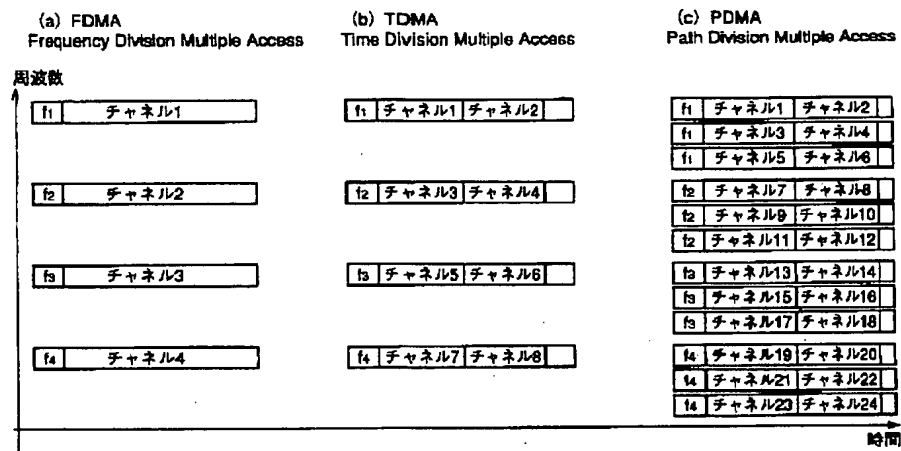 (a) FDMA
Frequency Division Multiple Access
(b) TDMA
Time Division Multiple Access
(c) PDMA
Path Division Multiple Access
周波数
f1 チャネル1
f2 チャネル2
f3 チャネル3
f4 チャネル4
f1 チャネル1 チャネル2
f2 チャネル3 チャネル4
f3 チャネル5 チャネル6
f4 チャネル7 チャネル8
f1 チャネル1 チャネル2
f1 チャネル3 チャネル4
f1 チャネル5 チャネル6
f2 チャネル7 チャネル8
f2 チャネル9 チャネル10
f2 チャネル11 チャネル12
f3 チャネル13 チャネル14
f3 チャネル15 チャネル16
f3 チャネル17 チャネル18
f4 チャネル19 チャネル20
f4 チャネル21 チャネル22
f4 チャネル23 チャネル24
時間